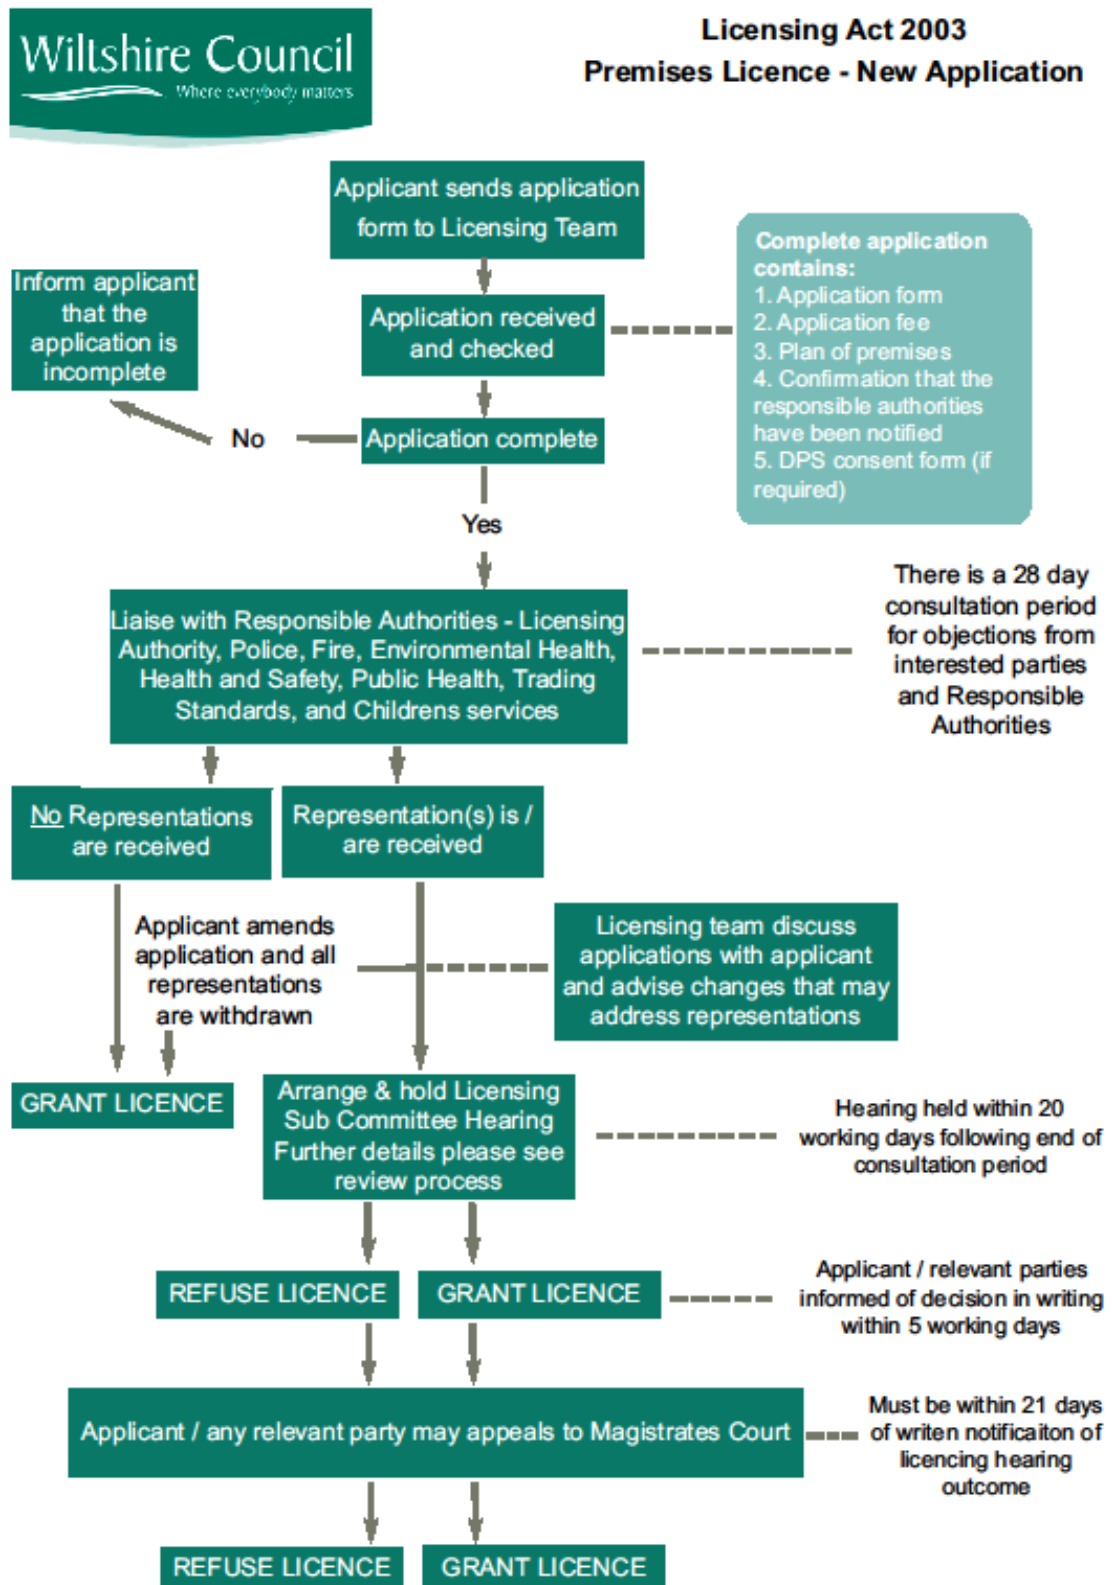 Wiltshire Council
Where everybody matters
Licensing Act 2003
Premises Licence - New Application
Applicant sends application
form to Licensing Team
Complete application
contains:
1. Application form
2. Application fee
3. Plan of premises
4. Confirmation that the
responsible authorities
have been notified
5. DPS consent form (if
required)
Inform applicant
that the
application is
incomplete
Application received
and checked
No
Application complete
Yes
There is a 28 day
consultation period
for objections from
interested parties
and Responsible
Authorities
Liaise with Responsible Authorities - Licensing
Authority, Police, Fire, Environmental Health,
Health and Safety, Public Health, Trading
Standards, and Childrens services
No Representations
are received
Representation(s) is /
are received
Applicant amends
application and all
representations
are withdrawn
Licensing team discuss
applications with applicant
and advise changes that may
address representations
GRANT LICENCE
Arrange & hold Licensing
Sub Committee Hearing
Further details please see
review process
Hearing held within 20
working days following end of
consultation period
REFUSE LICENCE
GRANT LICENCE
Applicant / relevant parties
informed of decision in writing
within 5 working days
Applicant / any relevant party may appeals to Magistrates Court
Must be within 21 days
of writen notificaiton of
licencing hearing
outcome
REFUSE LICENCE
GRANT LICENCE